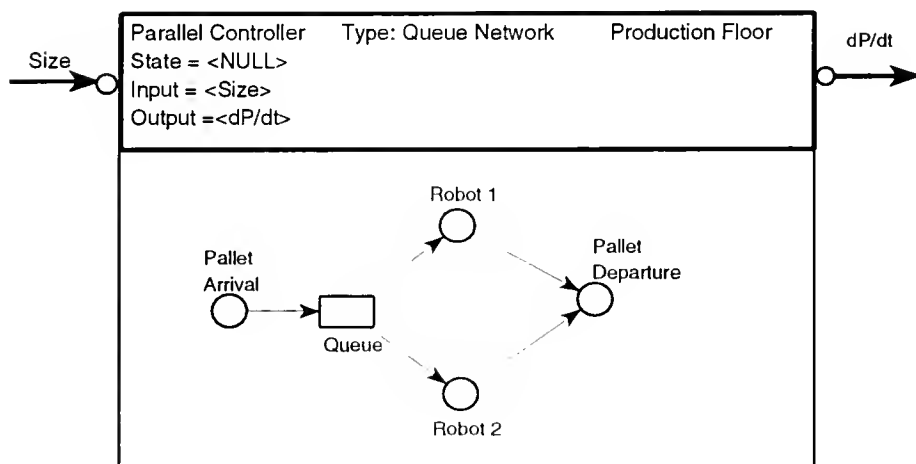 Size
Parallel Controller Type: Queue Network Production Floor
State = <NULL>
Input = <Size>
Output =<dP/dt>
dP/dt
Robot 1
Pallet
Arrival
Queue
Pallet
Departure
Robot 2